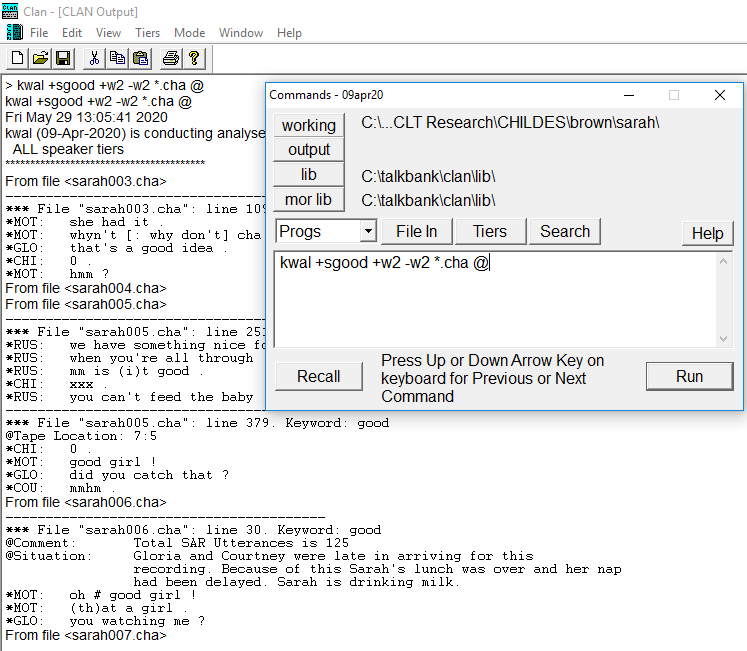 Clan - [CLAN Output]
File Edit View Tiers Mode Window Help
> kwal +sgood +w2 -w2 *.cha @
kwal +sgood +w2 -w2 *.cha @
Fri May 29 13:05:41 2020
kwal (09-Apr-2020) is conducting analyse
ALL speaker tiers
****************************************
From file <sarah003.cha>
----------------------------------------
*** File "sarah003.cha": line 109
*MOT: she had it .
*MOT: whyn't [: why don't] cha
*GLO: that's a good idea .
*CHI: 0 .
*MOT: hmm ?
From file <sarah004.cha>
From file <sarah005.cha>
----------------------------------------
*** File "sarah005.cha": line 251
*RUS: we have something nice fo
*RUS: when you're all through
*RUS: mm is (i)t good .
*CHI: xxx .
*RUS: you can't feed the baby
----------------------------------------
*** File "sarah005.cha": line 379. Keyword: good
@Tape Location: 7:5
*CHI: 0 .
*MOT: good girl !
*GLO: did you catch that ?
*COU: mmhm .
From file <sarah006.cha>
----------------------------------------
*** File "sarah006.cha": line 30. Keyword: good
@Comment: Total SAR Utterances is 125
@Situation: Gloria and Courtney were late in arriving for this
recording. Because of this Sarah's lunch was over and her nap
had been delayed. Sarah is drinking milk.
*MOT: oh # good girl !
*MOT: (th)at a girl .
*GLO: you watching me ?
From file <sarah007.cha>
Commands - 09apr20
working C:\...CLT Research\CHILDES\brown\sarah\
output
lib C:\talkbank\clan\lib\
mor lib C:\talkbank\clan\lib\
Progs File In Tiers Search Help
kwal +sgood +w2 -w2 *.cha @
Recall
Press Up or Down Arrow Key on
keyboard for Previous or Next
Command
Run